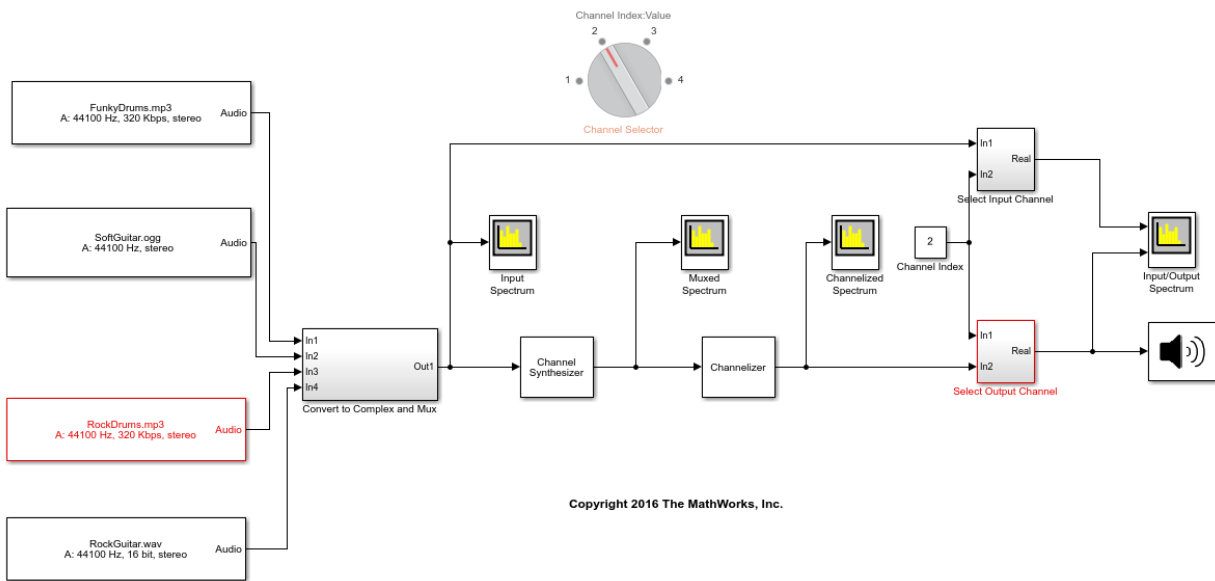 Channel Index:Value
2
3
1
4
Channel Selector
FunkyDrums.mp3
A: 44100 Hz, 320 Kbps, stereo
Audio
SoftGuitar.ogg
A: 44100 Hz, stereo
Audio
RockDrums.mp3
A: 44100 Hz, 320 Kbps, stereo
Audio
RockGuitar.wav
A: 44100 Hz, 16 bit, stereo
Audio
In1
In2
In3
In4
Out1
Convert to Complex and Mux
Input
Spectrum
Channel
Synthesizer
Muxed
Spectrum
Channelizer
Channelized
Spectrum
2
Channel Index
In1
In2
Real
Select Input Channel
In1
In2
Real
Select Output Channel
Input/Output
Spectrum
Copyright 2016 The MathWorks, Inc.